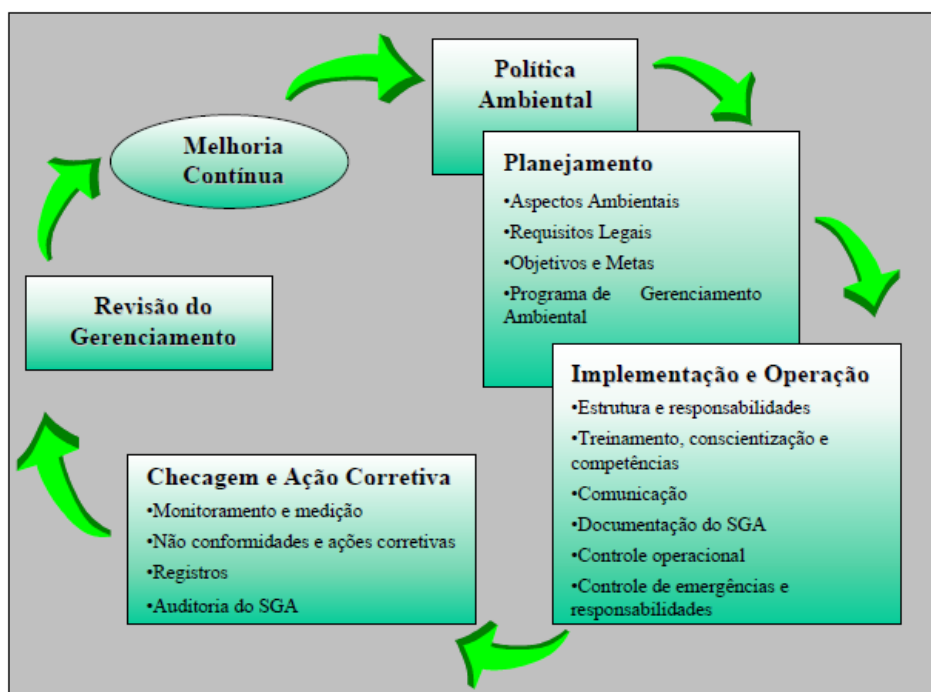 Política
Ambiental
Melhoria
Contínua
Planejamento
•Aspectos Ambientais
•Requisitos Legais
•Objetivos e Metas
•Programa de Gerenciamento
Ambiental
Revisão do
Gerenciamento
Implementação e Operação
•Estrutura e responsabilidades
•Treinamento, conscientização e
competências
•Comunicação
•Documentação do SGA
•Controle operacional
•Controle de emergências e
responsabilidades
Checagem e Ação Corretiva
•Monitoramento e medição
•Não conformidades e ações corretivas
•Registros
•Auditoria do SGA